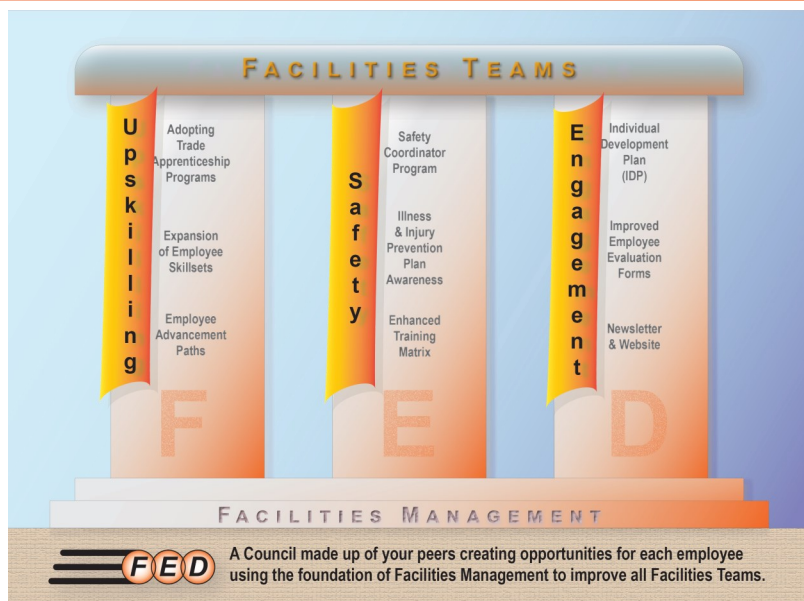 FACILITIES TEAMS
Upskilling
Adopting
Trade
Apprenticeship
Programs
Expansion
of Employee
Skillsets
Employee
Advancement
Paths
F
Safety
Safety
Coordinator
Program
Illness
& Injury
Prevention
Plan
Awareness
Enhanced
Training
Matrix
E
Engagement
Individual
Development
Plan
(IDP)
Improved
Employee
Evaluation
Forms
Newsletter
& Website
D
FACILITIES MANAGEMENT
FED
A Council made up of your peers creating opportunities for each employee
using the foundation of Facilities Management to improve all Facilities Teams.